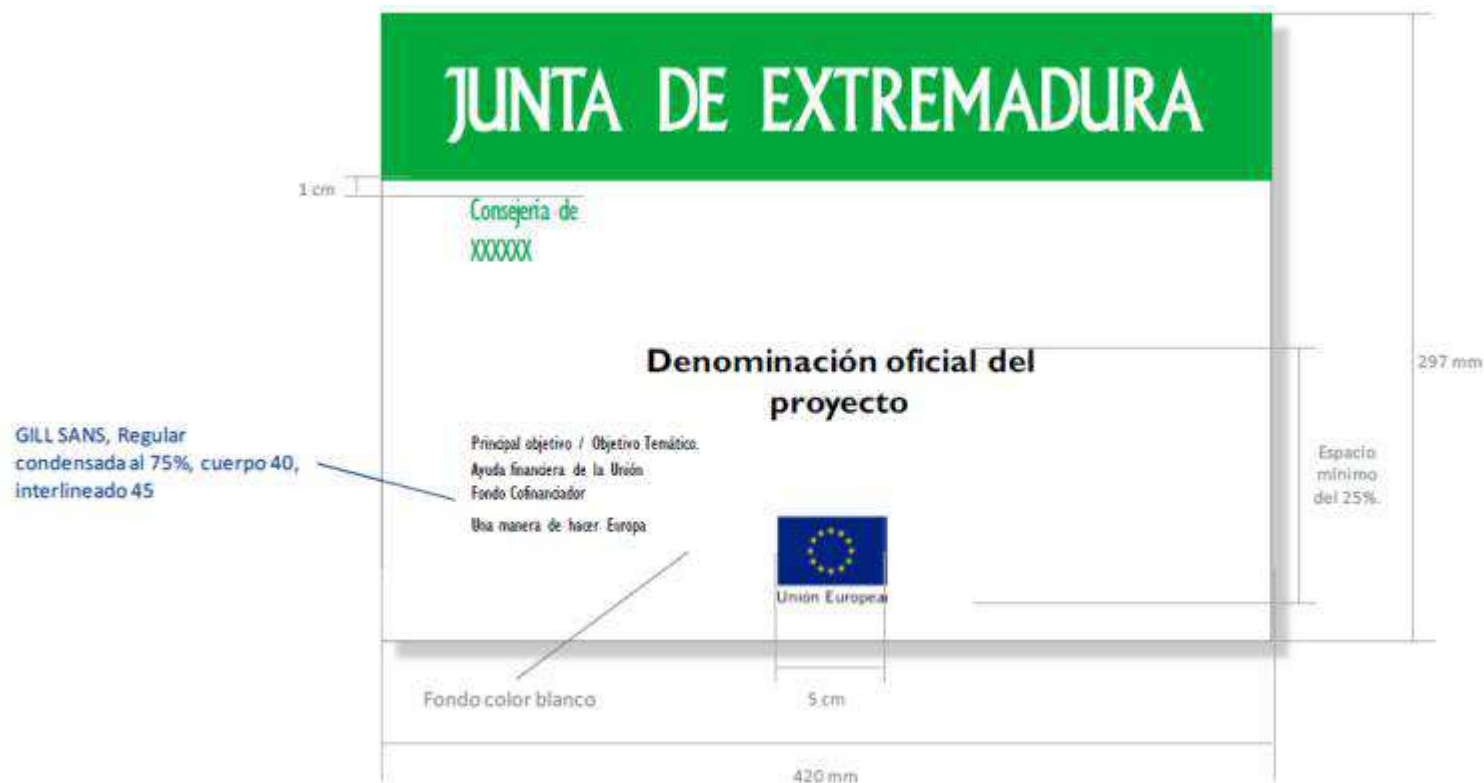 JUNTA DE EXTREMADURA
1 cm
Consejería de
XXXXXX
Denominación oficial del
proyecto
297 mm
GILL SANS, Regular
condensada al 75%, cuerpo 40,
interlineado 45
Principal objetivo / Objetivo Temático.
Ayuda financiera de la Unión
Fondo Cofinanciador
Una manera de hacer Europa
Espacio
mínimo
del 25%.
Unión Europea
Fondo color blanco
5 cm
420 mm